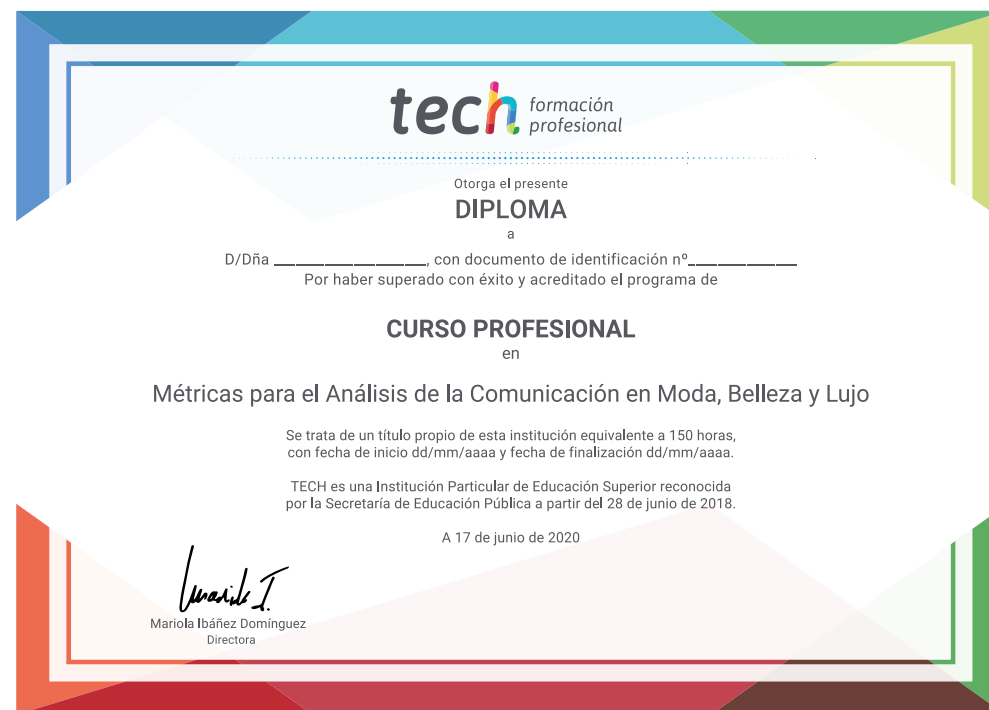 tech formación
profesional
Otorga el presente
DIPLOMA
a
D/Dña ______________, con documento de identificación nº__________
Por haber superado con éxito y acreditado el programa de
CURSO PROFESIONAL
en
Métricas para el Análisis de la Comunicación en Moda, Belleza y Lujo
Se trata de un título propio de esta institución equivalente a 150 horas,
con fecha de inicio dd/mm/aaaa y fecha de finalización dd/mm/aaaa.
TECH es una Institución Particular de Educación Superior reconocida
por la Secretaría de Educación Pública a partir del 28 de junio de 2018.
A 17 de junio de 2020
Mariola Ibáñez Domínguez
Directora